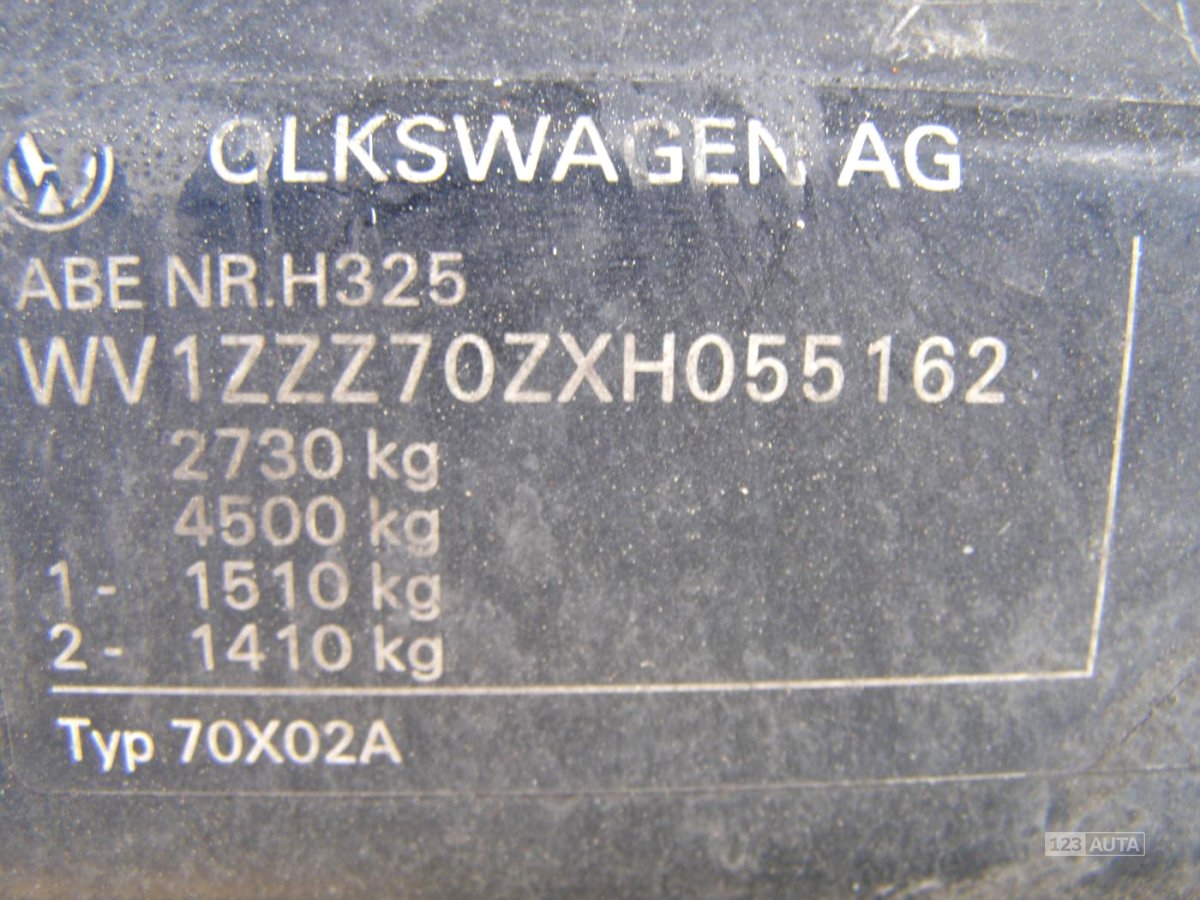 OLKSWAGEN AG
ABE NR.H325
WV1ZZZ70ZXH055162
2730 kg
4500 kg
1- 1510 kg
2- 1410 kg
Typ 70X02A
123 AUTA